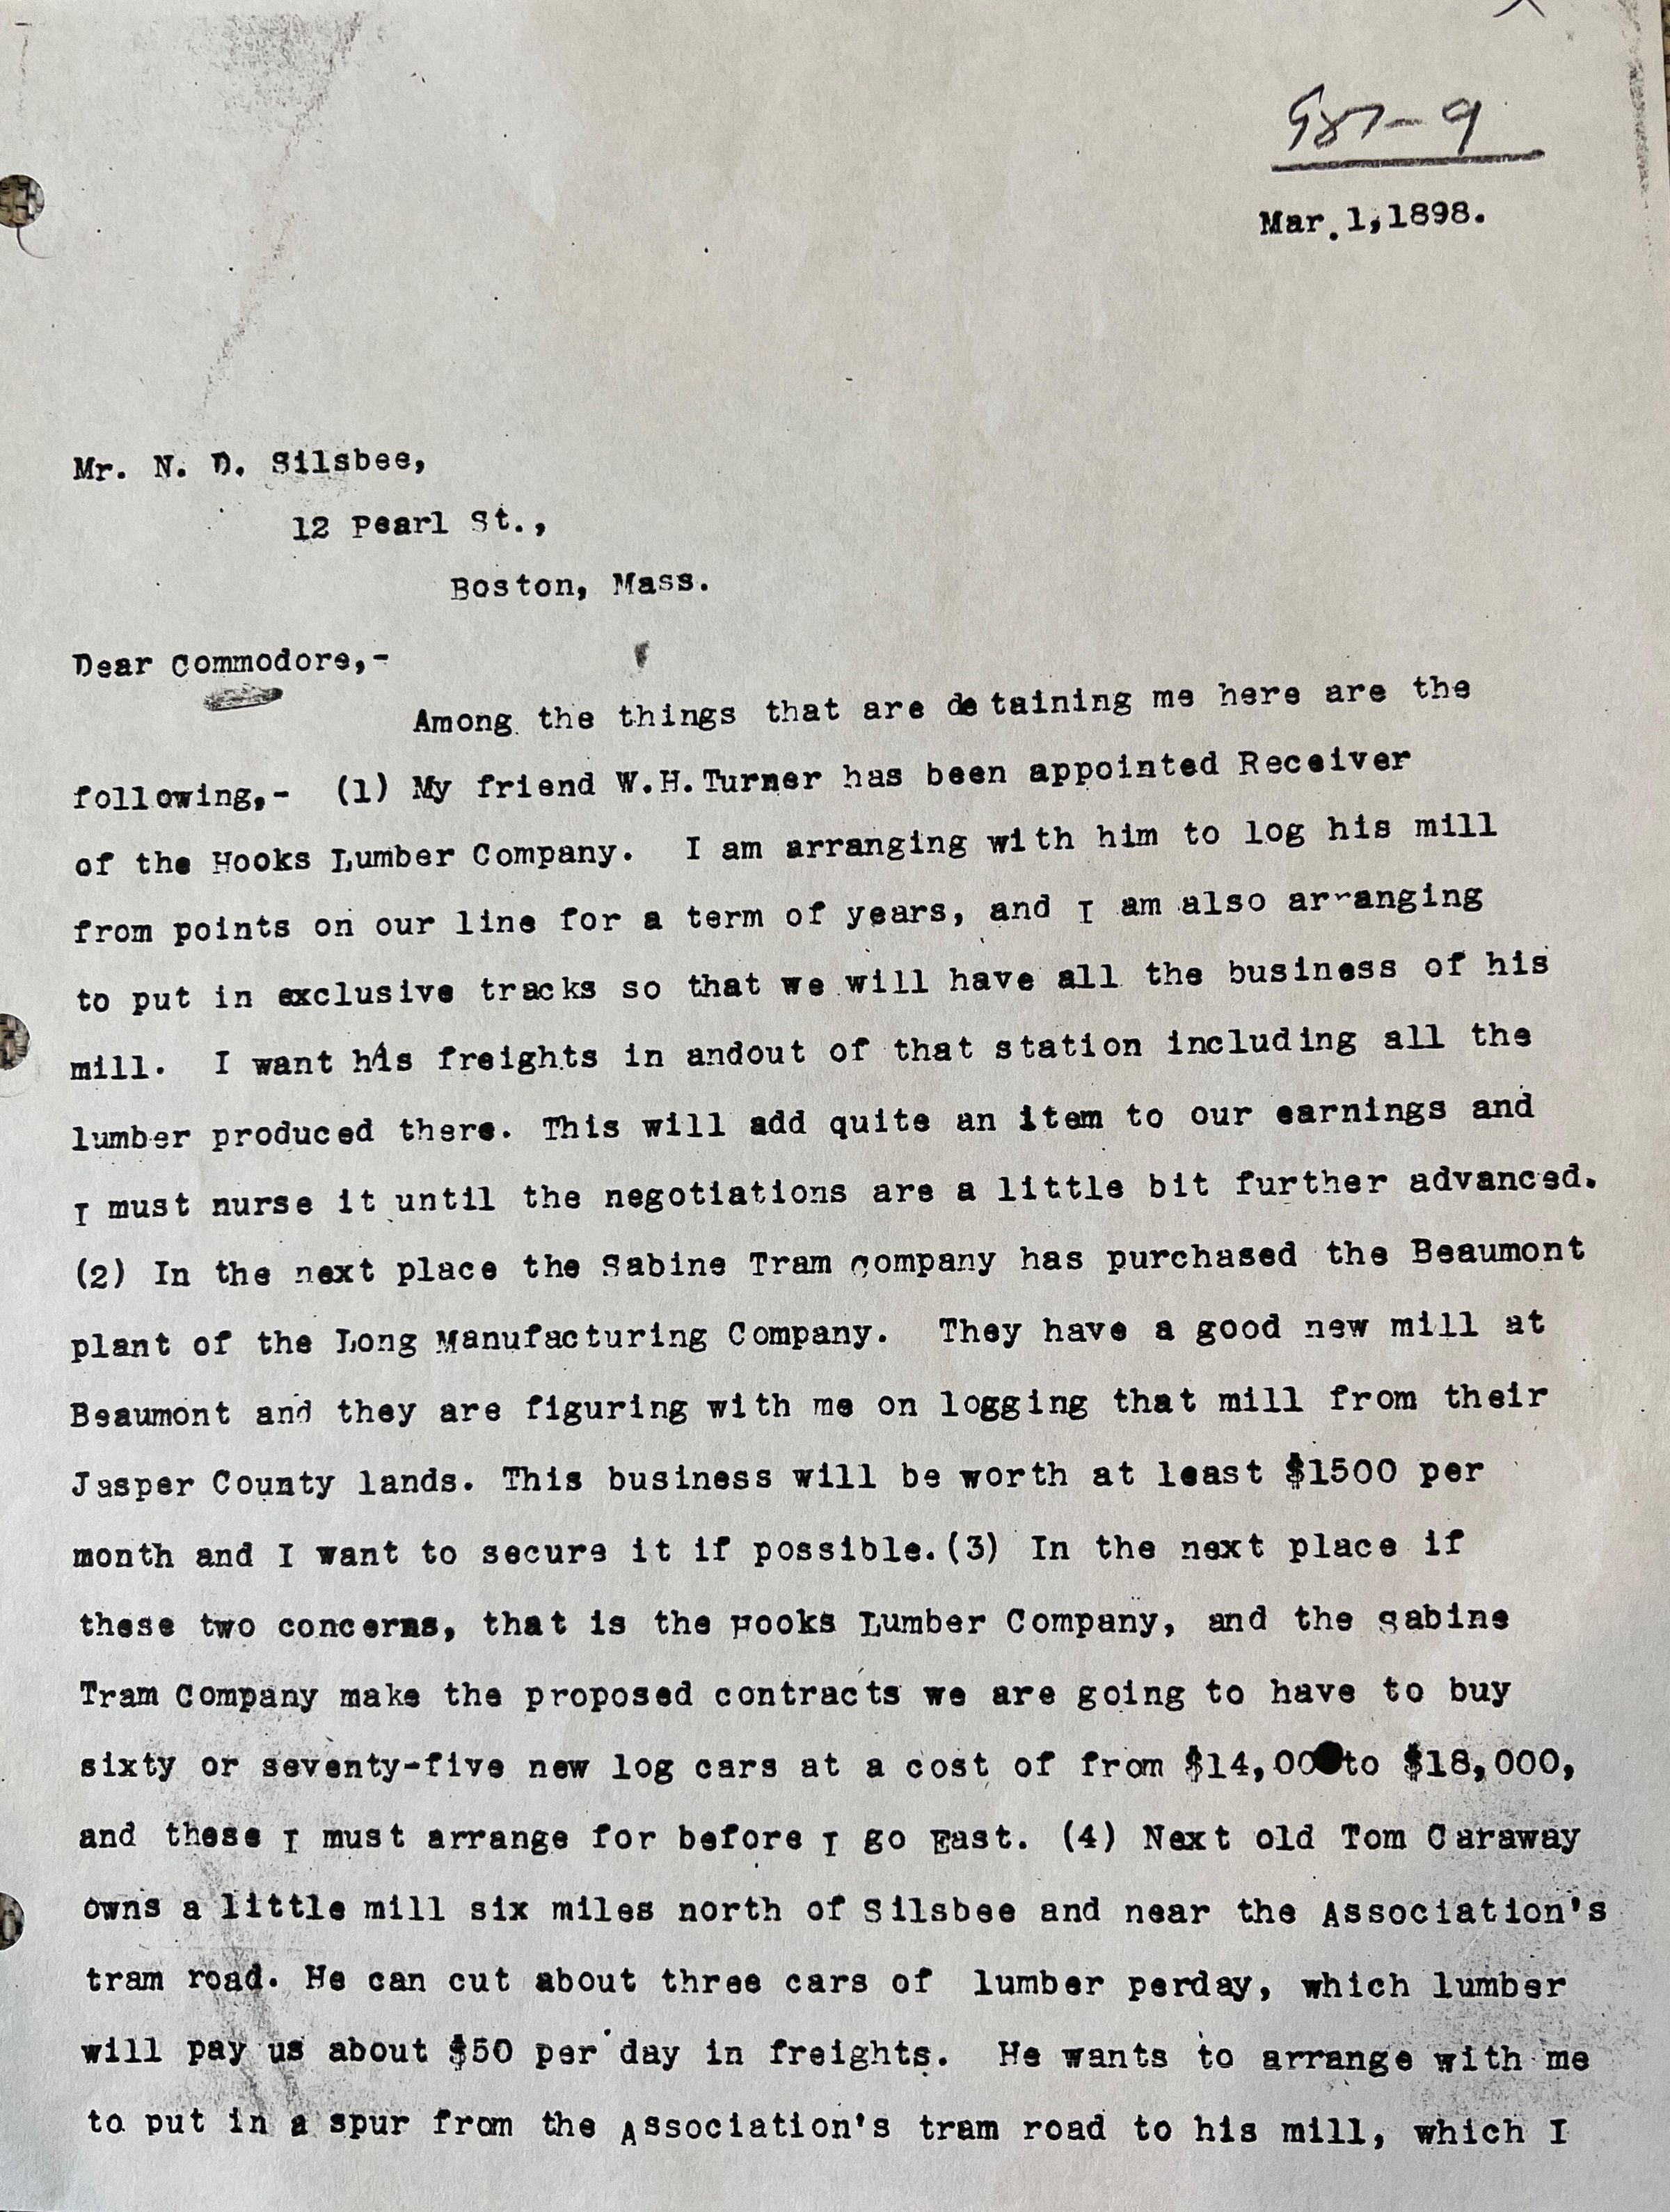 987-9
Mar. 1, 1898.
Mr. N. D. Silsbee,
12 Pearl St.,
Boston, Mass.
Dear Commodore,-
Among the things that are detaining me here are the
following,- (1) My friend W.H.Turner has been appointed Receiver
of the Hooks Lumber Company. I am arranging with him to log his mill
from points on our line for a term of years, and I am also arranging
to put in exclusive tracks so that we will have all the business of his
mill. I want his freights in andout of that station including all the
lumber produced there. This will add quite an item to our earnings and
I must nurse it until the negotiations are a little bit further advanced.
(2) In the next place the Sabine Tram Company has purchased the Beaumont
plant of the Long Manufacturing Company. They have a good new mill at
Beaumont and they are figuring with me on logging that mill from their
Jasper County lands. This business will be worth at least $1500 per
month and I want to secure it if possible.(3) In the next place if
these two concerns, that is the Hooks Lumber Company, and the Sabine
Tram Company make the proposed contracts we are going to have to buy
sixty or seventy-five new log cars at a cost of from $14,000 to $18,000,
and these I must arrange for before I go East. (4) Next old Tom Caraway
owns a little mill six miles north of Silsbee and near the Association's
tram road. He can cut about three cars of lumber perday, which lumber
will pay us about $50 per day in freights. He wants to arrange with me
to put in a spur from the Association's tram road to his mill, which I